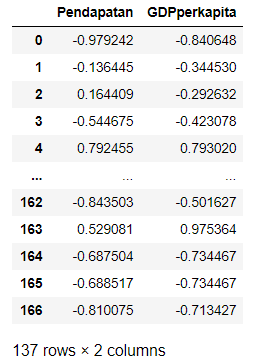 Pendapatan GDPperkapita
0 -0.979242 -0.840648
1 -0.136445 -0.344530
2 0.164409 -0.292632
3 -0.544675 -0.423078
4 0.792455 0.793020
... ... ...
162 -0.843503 -0.501627
163 0.529081 0.975364
164 -0.687504 -0.734467
165 -0.688517 -0.734467
166 -0.810075 -0.713427
137 rows × 2 columns